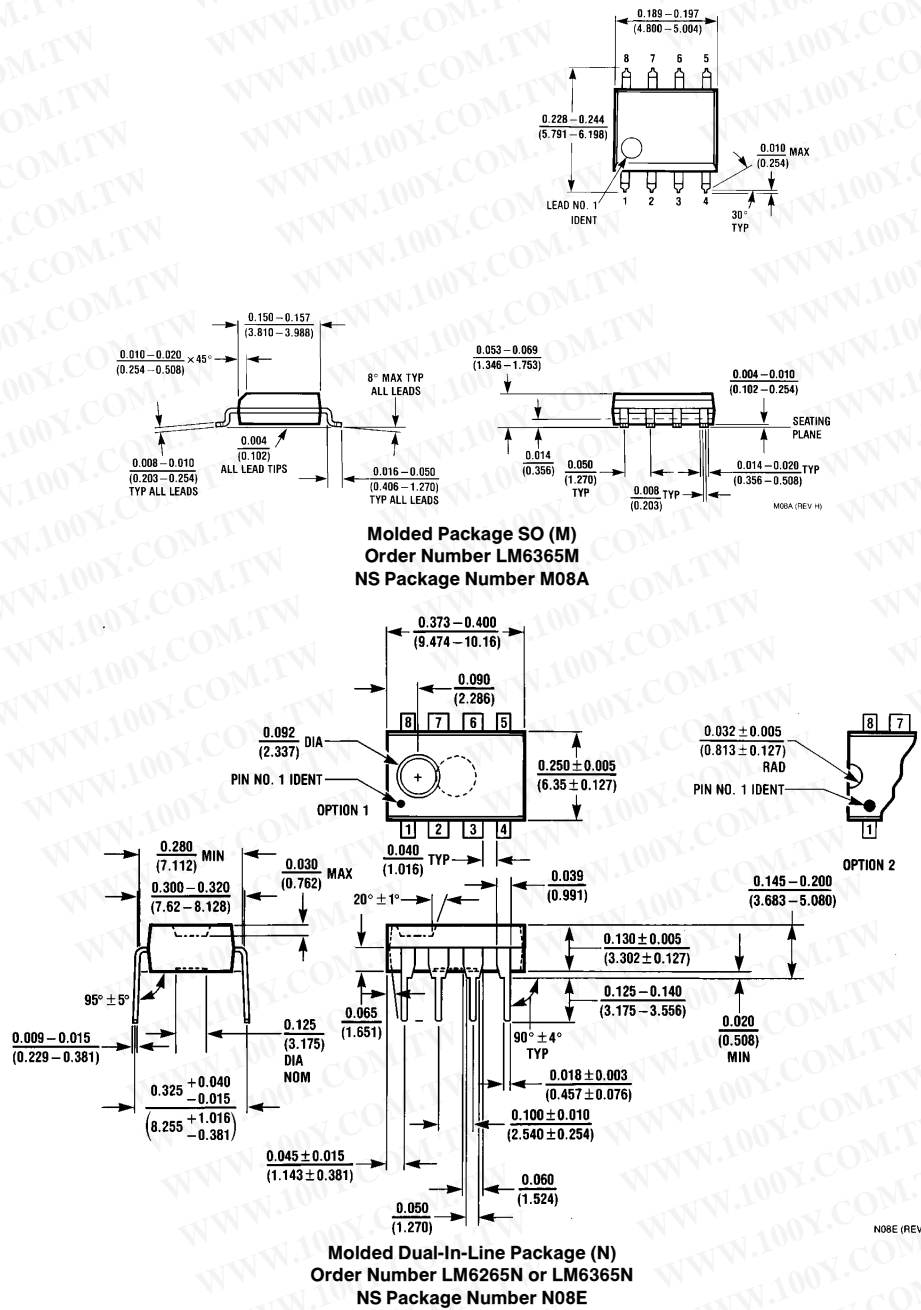 0.189 – 0.197
(4.800 – 5.004)
8 7 6 5
0.228 – 0.244
(5.791 – 6.198)
0.010 MAX
(0.254)
LEAD NO. 1
IDENT
1 2 3 4
30°
TYP
0.150 – 0.157
(3.810 – 3.988)
0.010 – 0.020 × 45°
(0.254 – 0.508)
8° MAX TYP
ALL LEADS
0.004
(0.102)
ALL LEAD TIPS
0.008 – 0.010
(0.203 – 0.254)
TYP ALL LEADS
0.016 – 0.050
(0.406 – 1.270)
TYP ALL LEADS
0.053 – 0.069
(1.346 – 1.753)
0.004 – 0.010
(0.102 – 0.254)
SEATING
PLANE
0.014
(0.356)
0.050
(1.270)
TYP
0.014 – 0.020 TYP
(0.356 – 0.508)
0.008 TYP
(0.203)
M08A (REV H)
Molded Package SO (M)
Order Number LM6365M
NS Package Number M08A
0.373 – 0.400
(9.474 – 10.16)
0.090
(2.286)
8 7 6 5
0.092 DIA
(2.337)
+
PIN NO. 1 IDENT
OPTION 1
0.250 ± 0.005
(6.35 ± 0.127)
1 2 3 4
0.032 ± 0.005
(0.813 ± 0.127)
RAD
PIN NO. 1 IDENT
8 7
1
OPTION 2
0.280 MIN
(7.112)
0.030 MAX
(0.762)
0.300 – 0.320
(7.62 – 8.128)
0.040 TYP
(1.016)
0.039
(0.991)
20° ± 1°
0.145 – 0.200
(3.683 – 5.080)
0.130 ± 0.005
(3.302 ± 0.127)
95° ± 5°
0.065
(1.651)
0.125 – 0.140
(3.175 – 3.556)
0.009 – 0.015
(0.229 – 0.381)
0.125
(3.175)
DIA
NOM
90° ± 4°
TYP
0.020
(0.508)
MIN
0.018 ± 0.003
(0.457 ± 0.076)
0.325 +0.040
−0.015
(8.255 +1.016
−0.381)
0.100 ± 0.010
(2.540 ± 0.254)
0.045 ± 0.015
(1.143 ± 0.381)
0.060
(1.524)
0.050
(1.270)
N08E (REV
Molded Dual-In-Line Package (N)
Order Number LM6265N or LM6365N
NS Package Number N08E
WWW.100Y.COM.TW